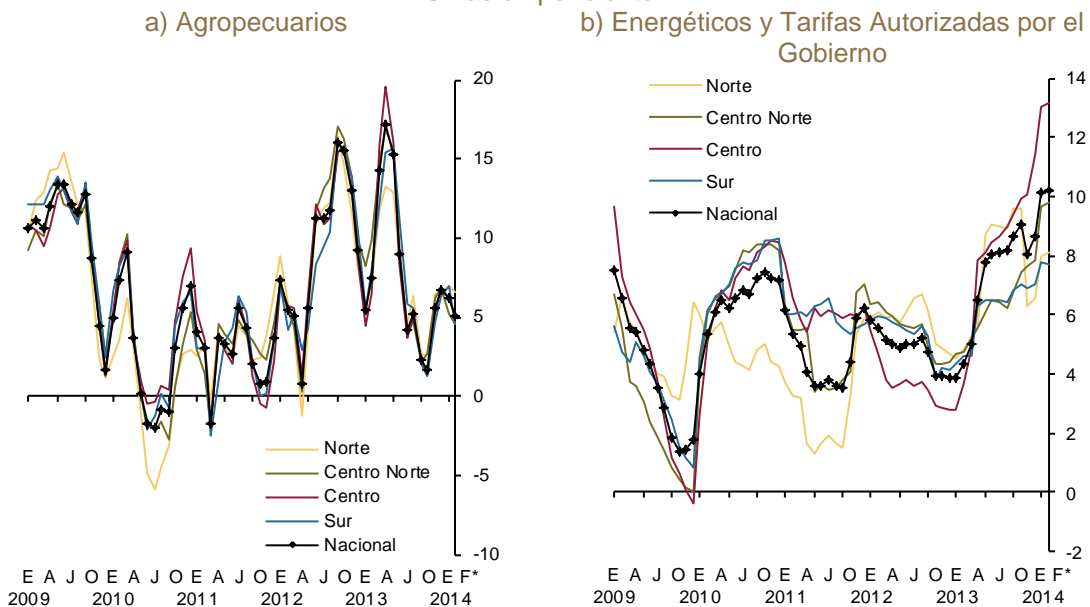 a) Agropecuarios
20
15
10
5
0
-5
-10
Norte
Centro Norte
Centro
Sur
Nacional
E A J O E A J O E A J O E A J O E A J O E F*
2009 2010 2011 2012 2013 2014
b) Energéticos y Tarifas Autorizadas por el
Gobierno
Norte
Centro Norte
Centro
Sur
Nacional
14
12
10
8
6
4
2
0
-2
E A J O E A J O E A J O E A J O E A J O E F*
2009 2010 2011 2012 2013 2014